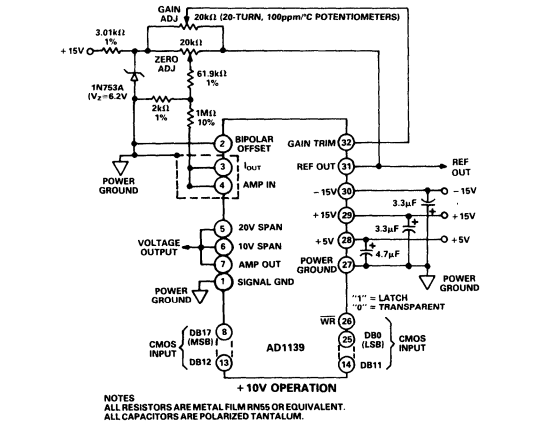 GAIN
ADJ
20kΩ (20-TURN, 100ppm/°C POTENTIOMETERS)
3.01kΩ
1%
+15V
20kΩ
ZERO
ADJ
61.9kΩ
1%
1N753A
(VZ=6.2V
2kΩ
1%
1MΩ
10%
2
BIPOLAR
OFFSET
GAIN TRIM
32
POWER
GROUND
3
IOUT
REF OUT
31
REF
OUT
4
AMP IN
-15V
30
-15V
3.3μF
+
+15V
29
+15V
3.3μF
+
5
20V SPAN
+5V
28
+5V
4.7μF
+
VOLTAGE
OUTPUT
6
10V SPAN
7
AMP OUT
POWER
GROUND
27
POWER
GROUND
1
SIGNAL GND
"1" = LATCH
"0" = TRANSPARENT
WR
26
CMOS
INPUT
8
DB17
(MSB)
13
DB12
AD1139
DB0
(LSB)
25
DB11
14
CMOS
INPUT
+10V OPERATION
NOTES
ALL RESISTORS ARE METAL FILM RN55 OR EQUIVALENT.
ALL CAPACITORS ARE POLARIZED TANTALUM.